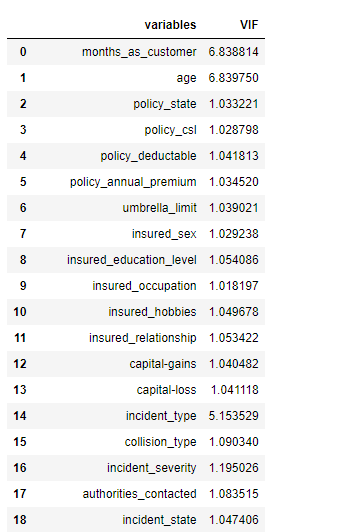 variables VIF
0 months_as_customer 6.838814
1 age 6.839750
2 policy_state 1.033221
3 policy_csl 1.028798
4 policy_deductable 1.041813
5 policy_annual_premium 1.034520
6 umbrella_limit 1.039021
7 insured_sex 1.029238
8 insured_education_level 1.054086
9 insured_occupation 1.018197
10 insured_hobbies 1.049678
11 insured_relationship 1.053422
12 capital-gains 1.040482
13 capital-loss 1.041118
14 incident_type 5.153529
15 collision_type 1.090340
16 incident_severity 1.195026
17 authorities_contacted 1.083515
18 incident_state 1.047406